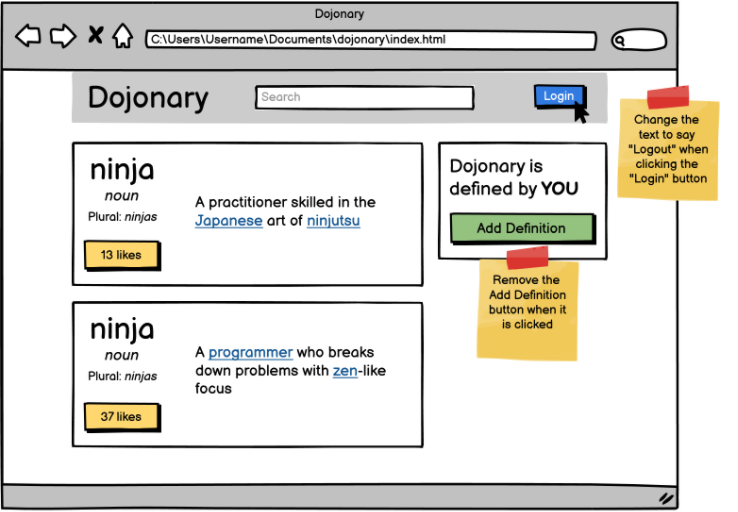 Dojonary
C:\Users\Username\Documents\dojonary\index.html
Dojonary
Search
Login
Change the
text to say
"Logout" when
clicking the
"Login" button
ninja
noun
Plural: ninjas
13 likes
A practitioner skilled in the
Japanese art of ninjutsu
Dojonary is
defined by YOU
Add Definition
Remove the
Add Definition
button when it
is clicked
ninja
noun
Plural: ninjas
37 likes
A programmer who breaks
down problems with zen-like
focus